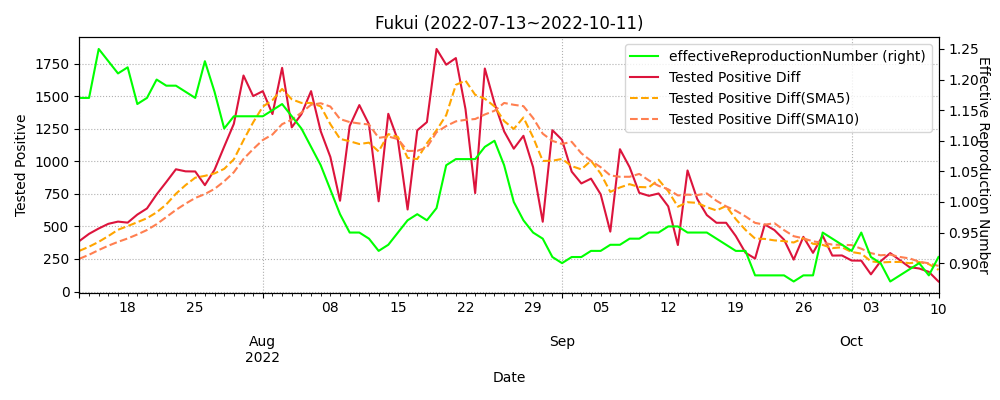 Fukui (2022-07-13~2022-10-11)
effectiveReproductionNumber (right)
Tested Positive Diff
Tested Positive Diff(SMA5)
Tested Positive Diff(SMA10)
Tested Positive
1750
1500
1250
1000
750
500
250
0
Effective Reproduction Number
1.25
1.20
1.15
1.10
1.05
1.00
0.95
0.90
18 25 08 15 22 29 05 12 19 26 03 10
Aug Sep Oct
2022
Date